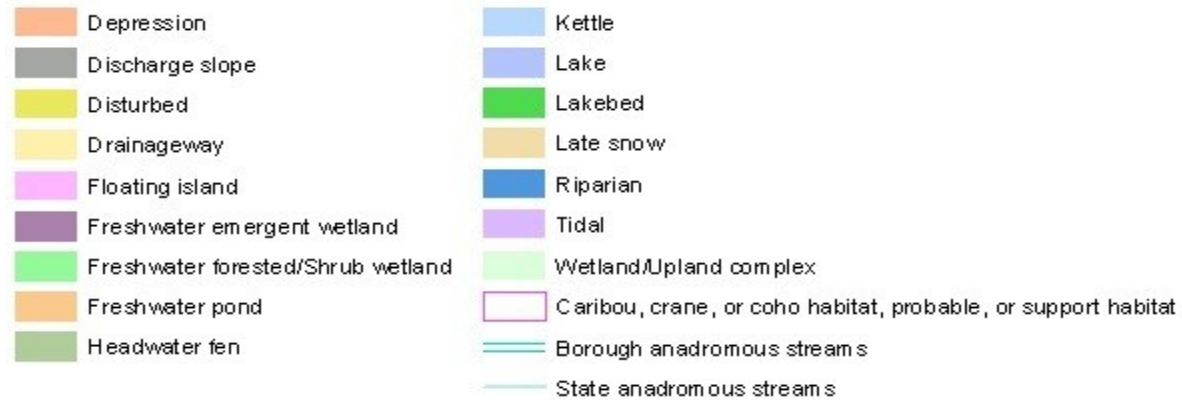 Depression
Discharge slope
Disturbed
Drainageway
Floating island
Freshwater emergent wetland
Freshwater forested/Shrub wetland
Freshwater pond
Headwater fen
Kettle
Lake
Lakebed
Late snow
Riparian
Tidal
Wetland/Upland complex
Caribou, crane, or coho habitat, probable, or support habitat
Borough anadromous streams
State anadromous streams